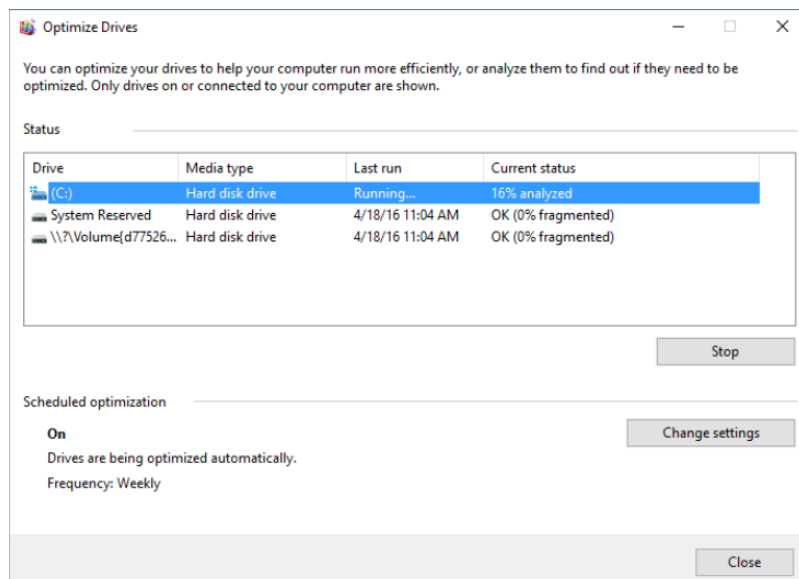 Optimize Drives
You can optimize your drives to help your computer run more efficiently, or analyze them to find out if they need to be
optimized. Only drives on or connected to your computer are shown.
Status
Drive Media type Last run Current status
(C:) Hard disk drive Running... 16% analyzed
System Reserved Hard disk drive 4/18/16 11:04 AM OK (0% fragmented)
\\?\Volume{d77526... Hard disk drive 4/18/16 11:04 AM OK (0% fragmented)
Stop
Scheduled optimization
On
Change settings
Drives are being optimized automatically.
Frequency: Weekly
Close